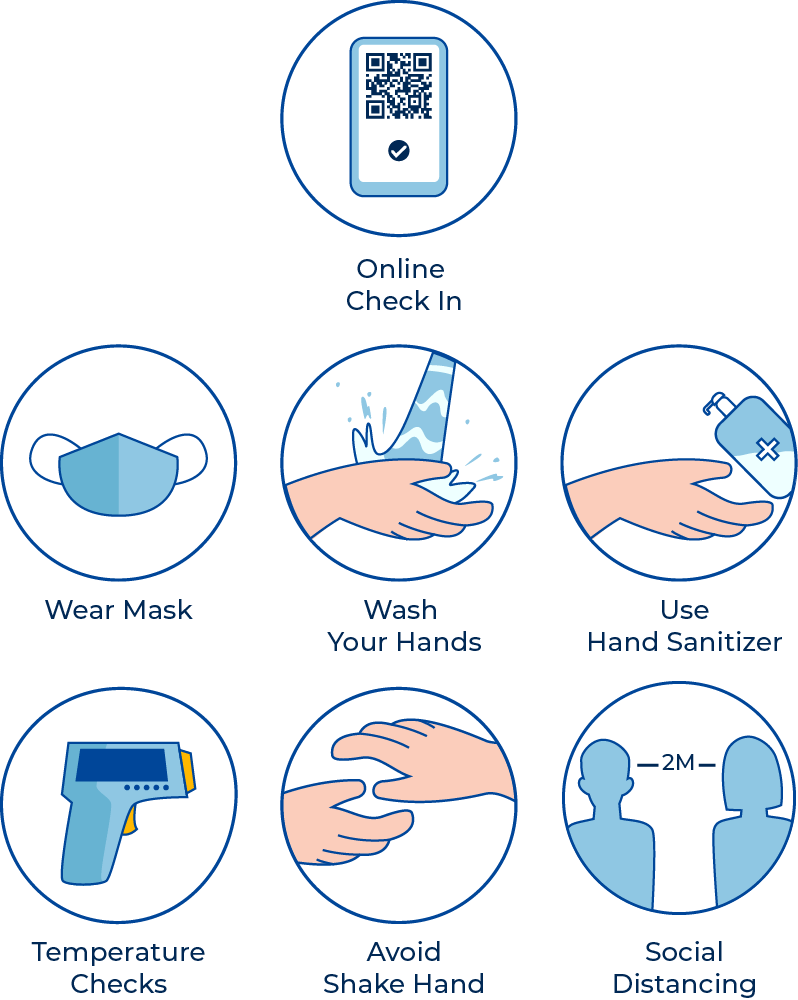 Online
Check In
Wear Mask
Wash
Your Hands
Use
Hand Sanitizer
2M
Temperature
Checks
Avoid
Shake Hand
Social
Distancing